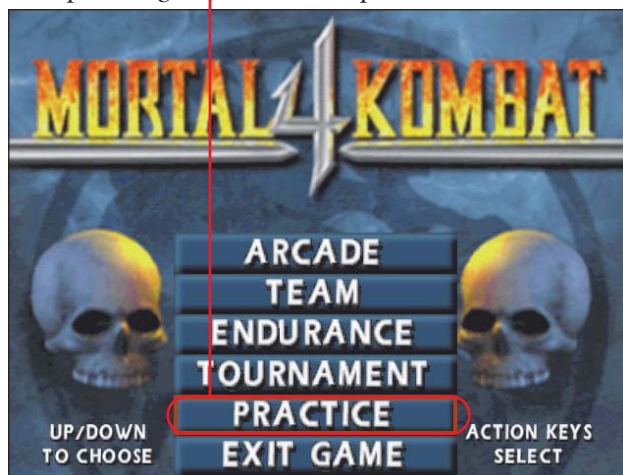 MORTAL 4 KOMBAT
ARCADE
TEAM
ENDURANCE
TOURNAMENT
PRACTICE
EXIT GAME
UP/DOWN
TO CHOOSE
ACTION KEYS
SELECT